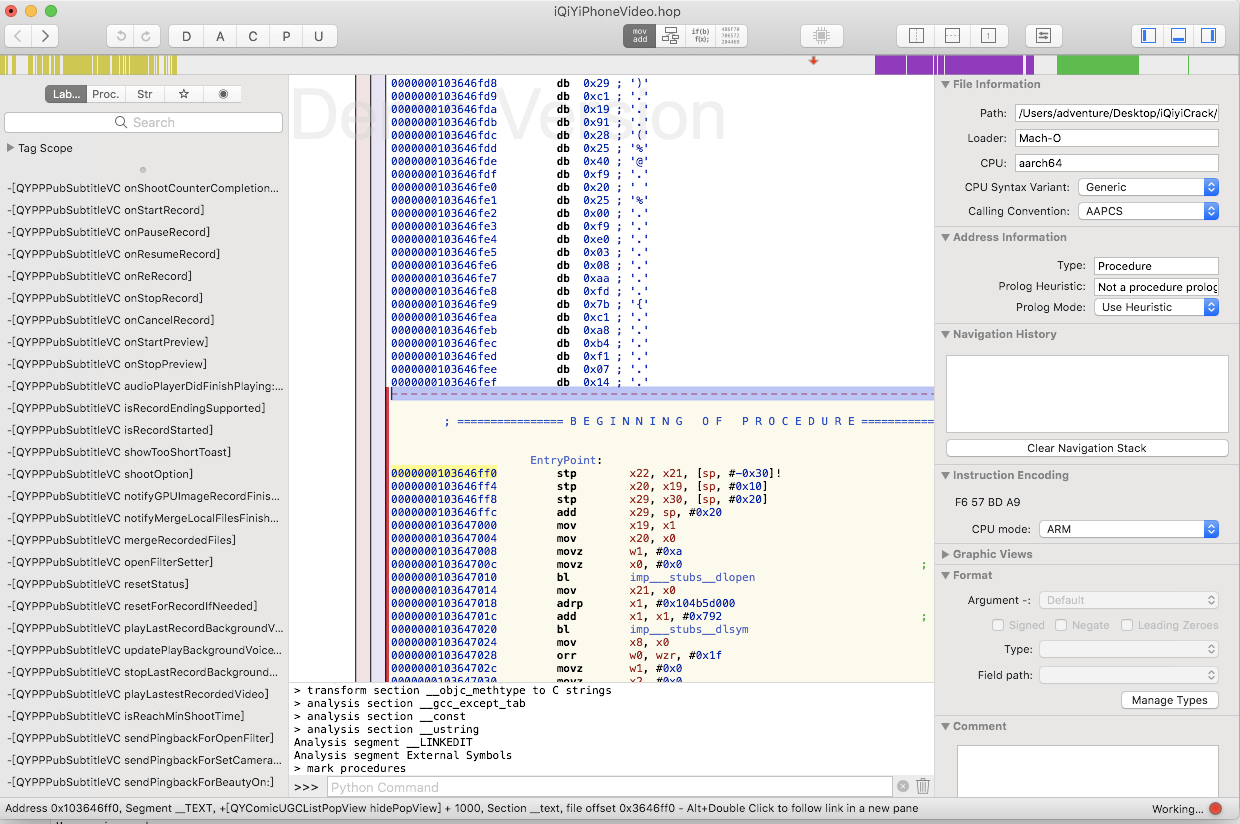 iQiYiPhoneVideo.hop
D A C P U
mov add
if(b) f(x);
Lab... Proc. Str
Search
Tag Scope
-[QYPPPubSubtitleVC onShootCounterCompletion...
-[QYPPPubSubtitleVC onStartRecord]
-[QYPPPubSubtitleVC onPauseRecord]
-[QYPPPubSubtitleVC onResumeRecord]
-[QYPPPubSubtitleVC onReRecord]
-[QYPPPubSubtitleVC onStopRecord]
-[QYPPPubSubtitleVC onCancelRecord]
-[QYPPPubSubtitleVC onStartPreview]
-[QYPPPubSubtitleVC onStopPreview]
-[QYPPPubSubtitleVC audioPlayerDidFinishPlaying:...
-[QYPPPubSubtitleVC isRecordEndingSupported]
-[QYPPPubSubtitleVC isRecordStarted]
-[QYPPPubSubtitleVC showTooShortToast]
-[QYPPPubSubtitleVC shootOption]
-[QYPPPubSubtitleVC notifyGPUImageRecordFinis...
-[QYPPPubSubtitleVC notifyMergeLocalFilesFinish...
-[QYPPPubSubtitleVC mergeRecordedFiles]
-[QYPPPubSubtitleVC openFilterSetter]
-[QYPPPubSubtitleVC resetStatus]
-[QYPPPubSubtitleVC resetForRecordIfNeeded]
-[QYPPPubSubtitleVC playLastRecordBackgroundV...
-[QYPPPubSubtitleVC updatePlayBackgroundVoice...
-[QYPPPubSubtitleVC stopLastRecordBackground...
-[QYPPPubSubtitleVC playLastestRecordedVideo]
-[QYPPPubSubtitleVC isReachMinShootTime]
-[QYPPPubSubtitleVC sendPingbackForOpenFilter]
-[QYPPPubSubtitleVC sendPingbackForSetCamera...
-[QYPPPubSubtitleVC sendPingbackForBeautyOn:]
Demo Version
0000000103646fd8 db 0x29 ; ')'
0000000103646fd9 db 0xc1 ; '.'
0000000103646fda db 0x19 ; '.'
0000000103646fdb db 0x91 ; '.'
0000000103646fdc db 0x28 ; '('
0000000103646fdd db 0x25 ; '%'
0000000103646fde db 0x40 ; '@'
0000000103646fdf db 0xf9 ; '.'
0000000103646fe0 db 0x20 ; ' '
0000000103646fe1 db 0x25 ; '%'
0000000103646fe2 db 0x00 ; '.'
0000000103646fe3 db 0xf9 ; '.'
0000000103646fe4 db 0xe0 ; '.'
0000000103646fe5 db 0x03 ; '.'
0000000103646fe6 db 0x08 ; '.'
0000000103646fe7 db 0xaa ; '.'
0000000103646fe8 db 0xfd ; '.'
0000000103646fe9 db 0x7b ; '{'
0000000103646fea db 0xc1 ; '.'
0000000103646feb db 0xa8 ; '.'
0000000103646fec db 0xb4 ; '.'
0000000103646fed db 0xf1 ; '.'
0000000103646fee db 0x07 ; '.'
0000000103646fef db 0x14 ; '.'
; ================ B E G I N N I N G   O F   P R O C E D U R E ===========
EntryPoint:
0000000103646ff0 stp x22, x21, [sp, #-0x30]!
0000000103646ff4 stp x20, x19, [sp, #0x10]
0000000103646ff8 stp x29, x30, [sp, #0x20]
0000000103646ffc add x29, sp, #0x20
0000000103647000 mov x19, x1
0000000103647004 mov x20, x0
0000000103647008 movz w1, #0xa
000000010364700c movz x0, #0x0 ;
0000000103647010 bl imp___stubs__dlopen
0000000103647014 mov x21, x0
0000000103647018 adrp x1, #0x104b5d000
000000010364701c add x1, x1, #0x792 ;
0000000103647020 bl imp___stubs__dlsym
0000000103647024 mov x8, x0
0000000103647028 orr w0, wzr, #0x1f
000000010364702c movz w1, #0x0
0000000103647030 movz x2, #0x0
> transform section __objc_methtype to C strings
> analysis section __gcc_except_tab
> analysis section __const
> analysis section __ustring
Analysis segment __LINKEDIT
Analysis segment External Symbols
> mark procedures
>>> Python Command
File Information
Path: /Users/adventure/Desktop/iQiyiCrack/
Loader: Mach-O
CPU: aarch64
CPU Syntax Variant: Generic
Calling Convention: AAPCS
Address Information
Type: Procedure
Prolog Heuristic: Not a procedure prolog
Prolog Mode: Use Heuristic
Navigation History
Clear Navigation Stack
Instruction Encoding
F6 57 BD A9
CPU mode: ARM
Graphic Views
Format
Argument -: Default
Signed Negate Leading Zeroes
Type:
Field path:
Manage Types
Comment
Address 0x103646ff0, Segment __TEXT, +[QYComicUGCListPopView hidePopView] + 1000, Section __text, file offset 0x3646ff0 - Alt+Double Click to follow link in a new pane
Working...